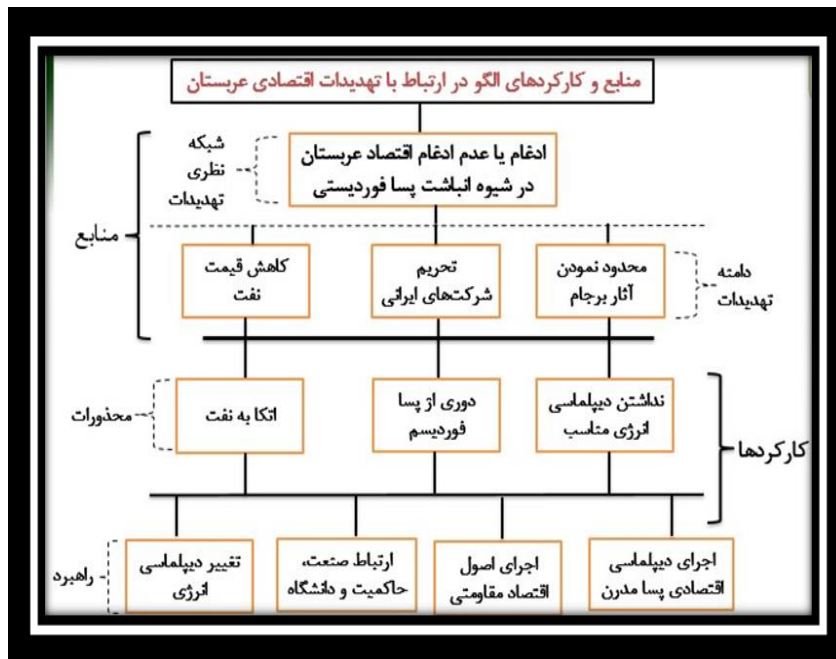 منابع و کارکردهای الگو در ارتباط با تهدیدات اقتصادی عربستان
شبکه
نظری
تهدیدات
ادغام یا عدم ادغام اقتصاد عربستان
در شیوه انباشت پسا فوردیستی
منابع
دامنه
تهدیدات
محدود نمودن
آثار برجام
تحریم
شرکت‌های ایرانی
کاهش قیمت
نفت
کارکردها
نداشتن دیپلماسی
انرژی مناسب
دوری از پسا
فوردیسم
اتکا به نفت
محذورات
اجرای دیپلماسی
اقتصادی پسا مدرن
اجرای اصول
اقتصاد مقاومتی
ارتباط صنعت،
حاکمیت و دانشگاه
تغییر دیپلماسی
انرژی
راهبرد